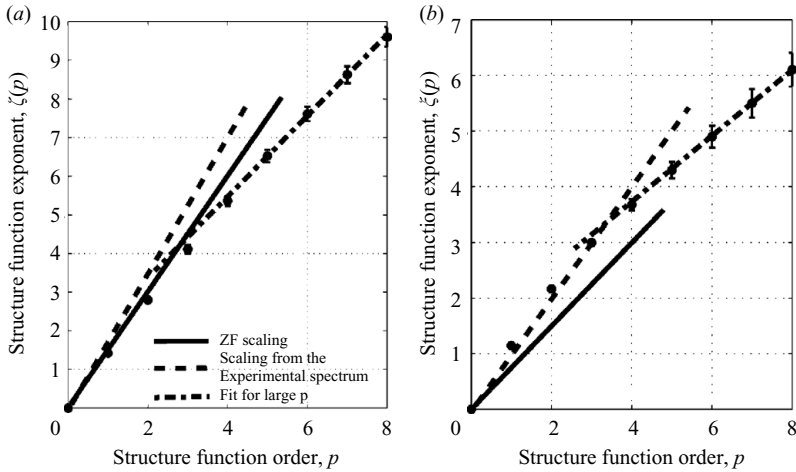 (a)
10
9
8
7
6
5
4
3
2
1
0
2
4
6
8
Structure function exponent, ζ(p)
Structure function order, p
ZF scaling
Scaling from the
Experimental spectrum
Fit for large p
(b)
7
6
5
4
3
2
1
0
2
4
6
8
Structure function exponent, ξ(p)
Structure function order, p